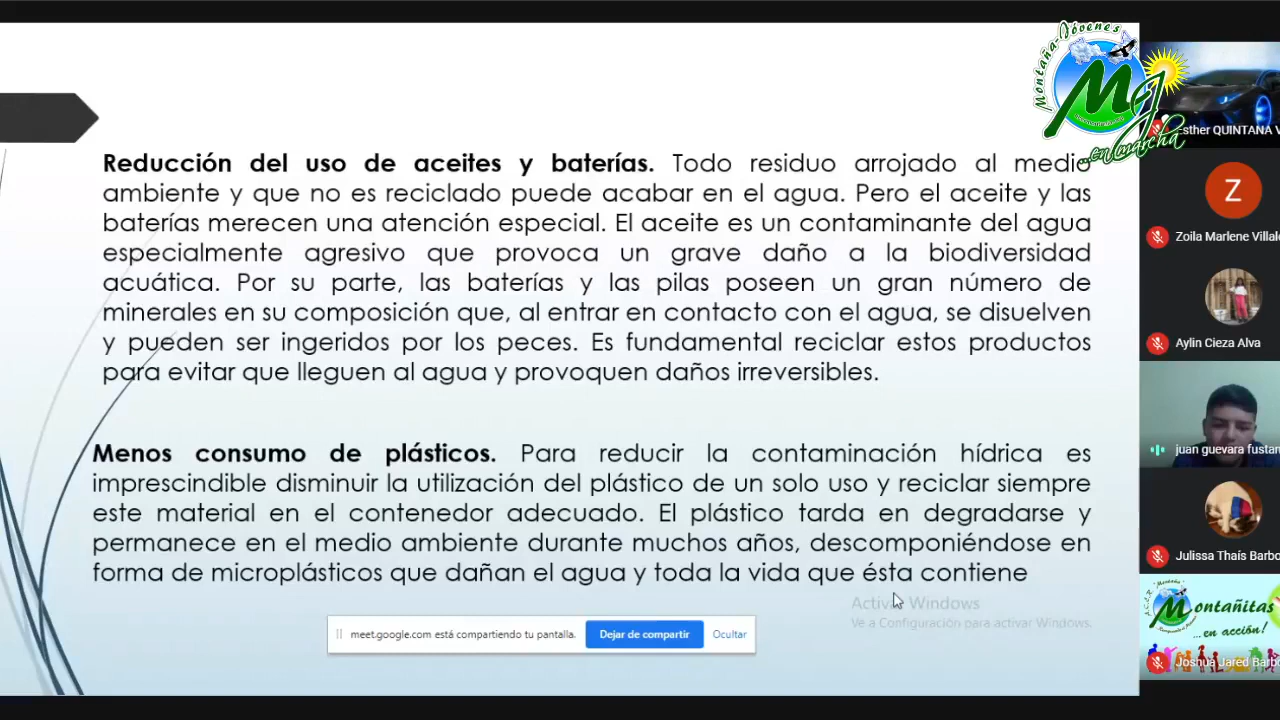 Montaña-Jóvenes
MJ
...en marcha
Reducción del uso de aceites y baterías. Todo residuo arrojado al medio
ambiente y que no es reciclado puede acabar en el agua. Pero el aceite y las
baterías merecen una atención especial. El aceite es un contaminante del agua
especialmente agresivo que provoca un grave daño a la biodiversidad
acuática. Por su parte, las baterías y las pilas poseen un gran número de
minerales en su composición que, al entrar en contacto con el agua, se disuelven
y pueden ser ingeridos por los peces. Es fundamental reciclar estos productos
para evitar que lleguen al agua y provoquen daños irreversibles.
Menos consumo de plásticos. Para reducir la contaminación hídrica es
imprescindible disminuir la utilización del plástico de un solo uso y reciclar siempre
este material en el contenedor adecuado. El plástico tarda en degradarse y
permanece en el medio ambiente durante muchos años, descomponiéndose en
forma de microplásticos que dañan el agua y toda la vida que ésta contiene
Activar Windows
Ve a Configuración para activar Windows.
meet.google.com está compartiendo tu pantalla.
Dejar de compartir
Ocultar
Esther QUINTANA V
Z
Zoila Marlene Villal
Aylin Cieza Alva
juan guevara fustan
Julissa Thaís Barbo
Montañitas
...en acción!
Joshua Jared Barbo